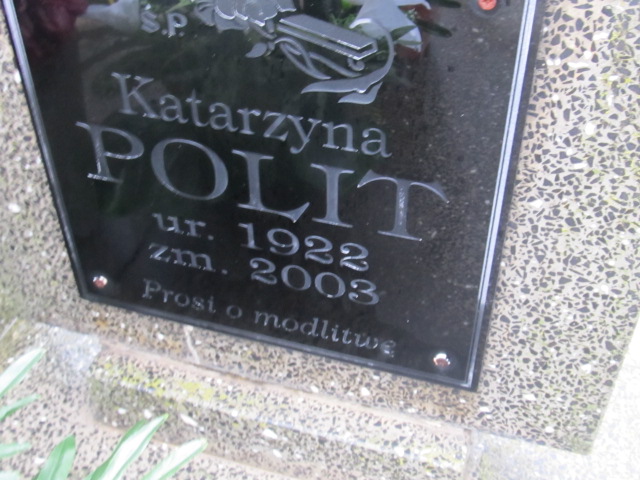 Ś.P
Katarzyna
POLIT
ur. 1922
zm. 2003
Prosi o modlitwę